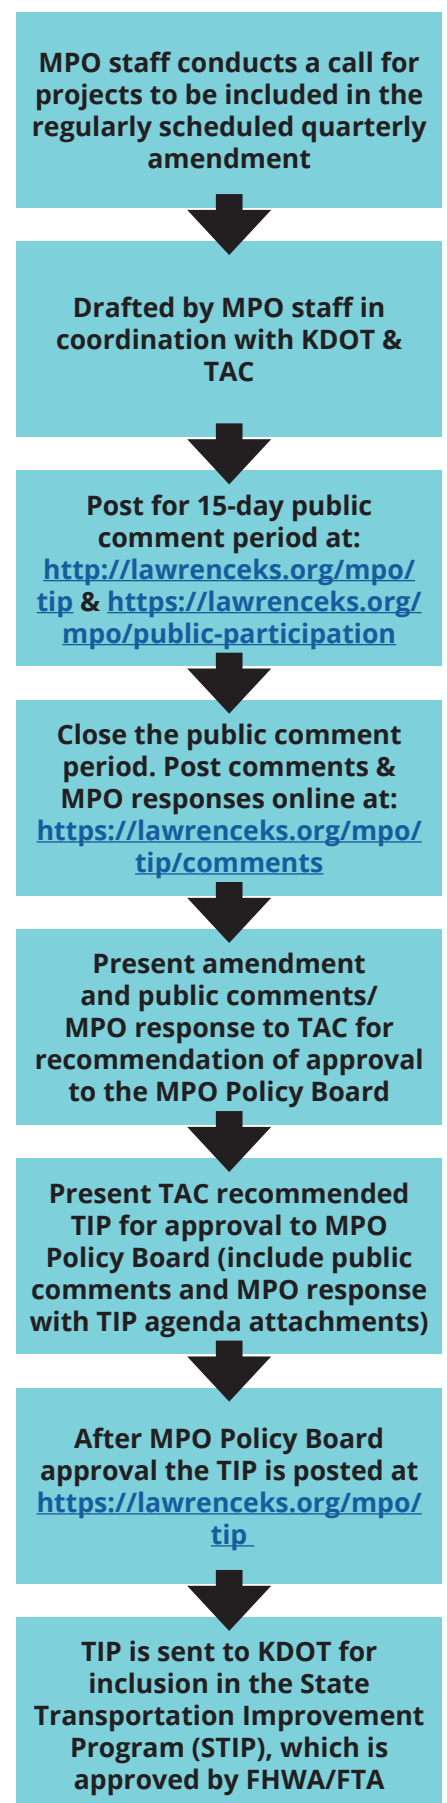 MPO staff conducts a call for
projects to be included in the
regularly scheduled quarterly
amendment
Drafted by MPO staff in
coordination with KDOT &
TAC
Post for 15-day public
comment period at:
http://lawrenceks.org/mpo/
tip & https://lawrenceks.org/
mpo/public-participation
Close the public comment
period. Post comments &
MPO responses online at:
https://lawrenceks.org/mpo/
tip/comments
Present amendment
and public comments/
MPO response to TAC for
recommendation of approval
to the MPO Policy Board
Present TAC recommended
TIP for approval to MPO
Policy Board (include public
comments and MPO response
with TIP agenda attachments)
After MPO Policy Board
approval the TIP is posted at
https://lawrenceks.org/mpo/
tip
TIP is sent to KDOT for
inclusion in the State
Transportation Improvement
Program (STIP), which is
approved by FHWA/FTA